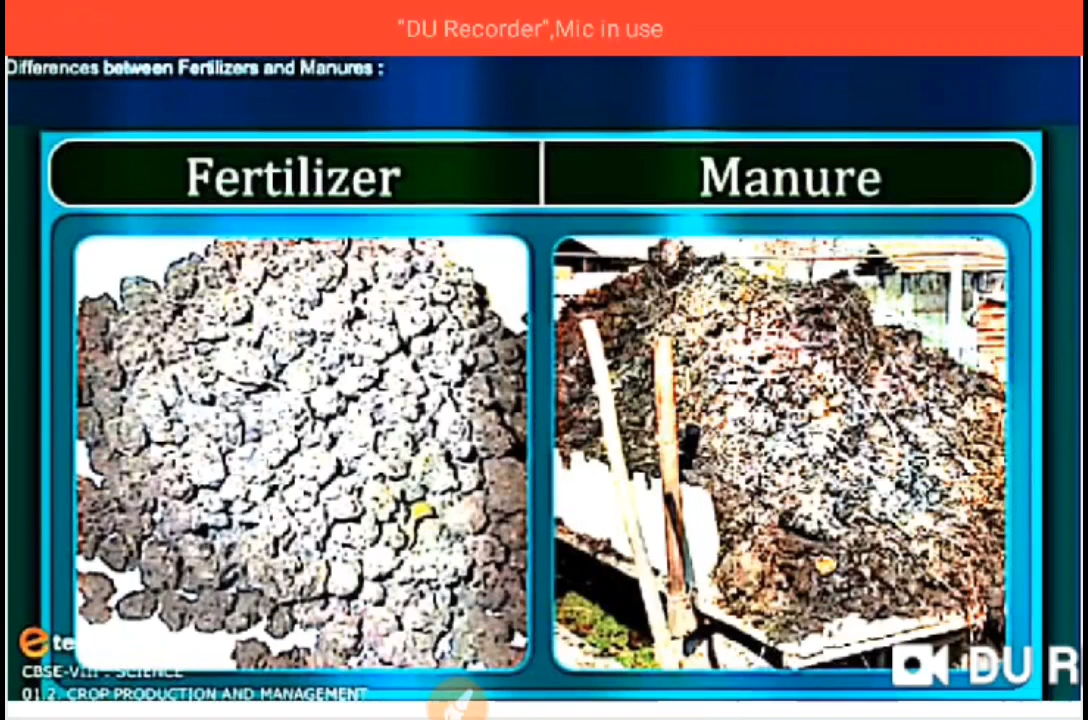 "DU Recorder",Mic in use
Differences between Fertilizers and Manures :
Fertilizer
Manure
CBSE-VIII : SCIENCE
01.2. CROP PRODUCTION AND MANAGEMENT
DU R